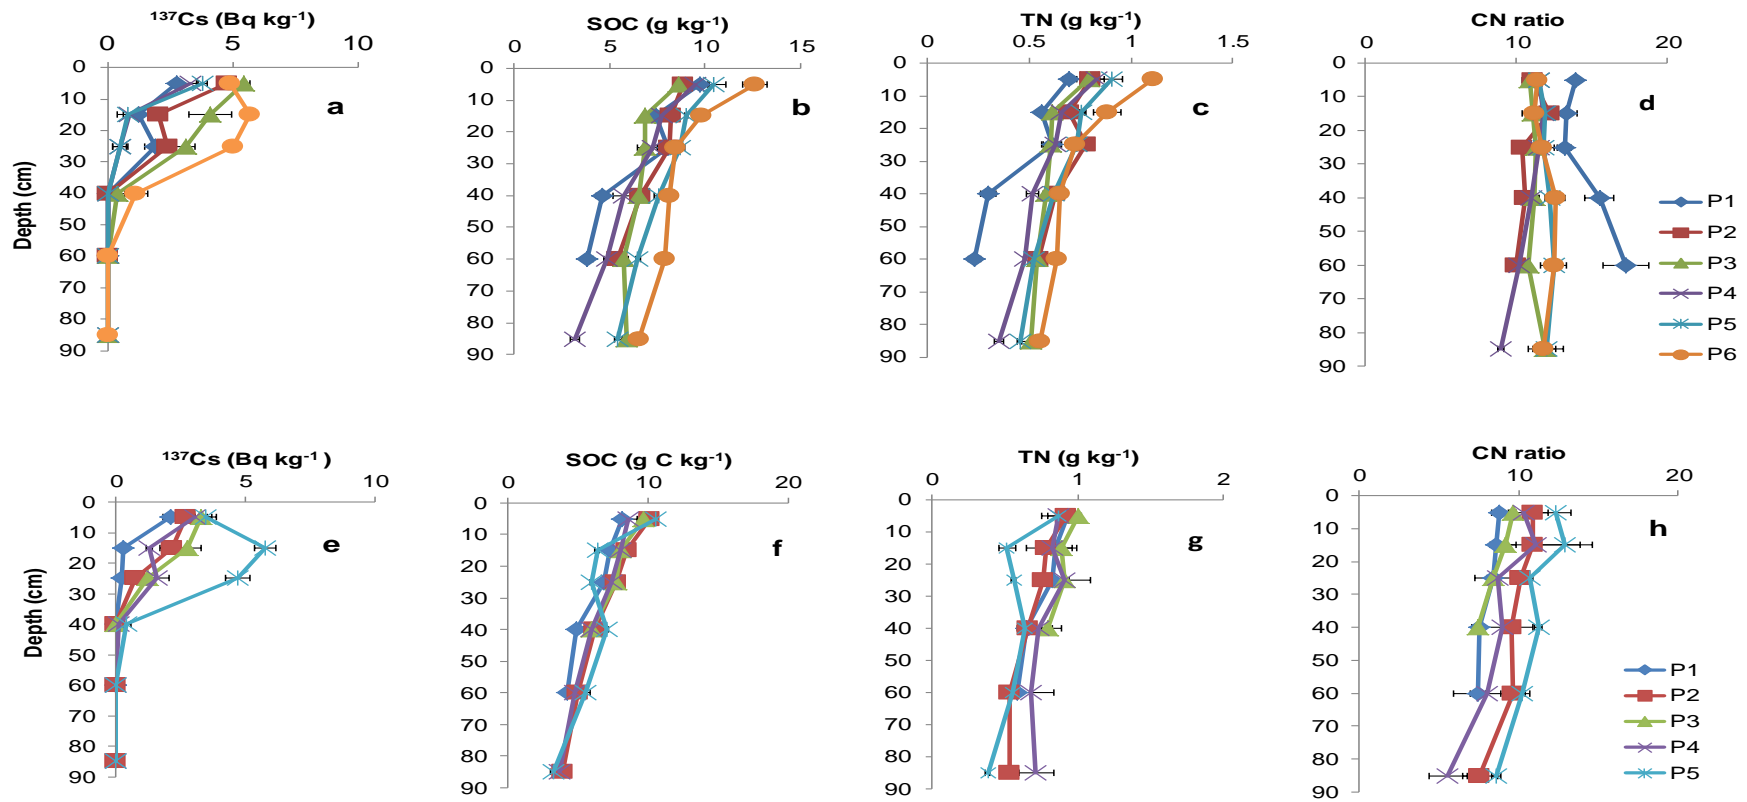 ¹³⁷Cs (Bq kg⁻¹)
0 5 10
0
10
20
30
40
50
60
70
80
90
Depth (cm)
a
SOC (g kg⁻¹)
0 5 10 15
0
10
20
30
40
50
60
70
80
90
b
TN (g kg⁻¹)
0 0.5 1 1.5
0
10
20
30
40
50
60
70
80
90
c
CN ratio
0 10 20
0
10
20
30
40
50
60
70
80
90
d
P1
P2
P3
P4
P5
P6
¹³⁷Cs (Bq kg⁻¹ )
0 5 10
0
10
20
30
40
50
60
70
80
90
Depth (cm)
e
SOC (g C kg⁻¹)
0 10 20
0
10
20
30
40
50
60
70
80
90
f
TN (g kg⁻¹)
0 1 2
0
10
20
30
40
50
60
70
80
90
g
CN ratio
0 10 20
0
10
20
30
40
50
60
70
80
90
h
P1
P2
P3
P4
P5